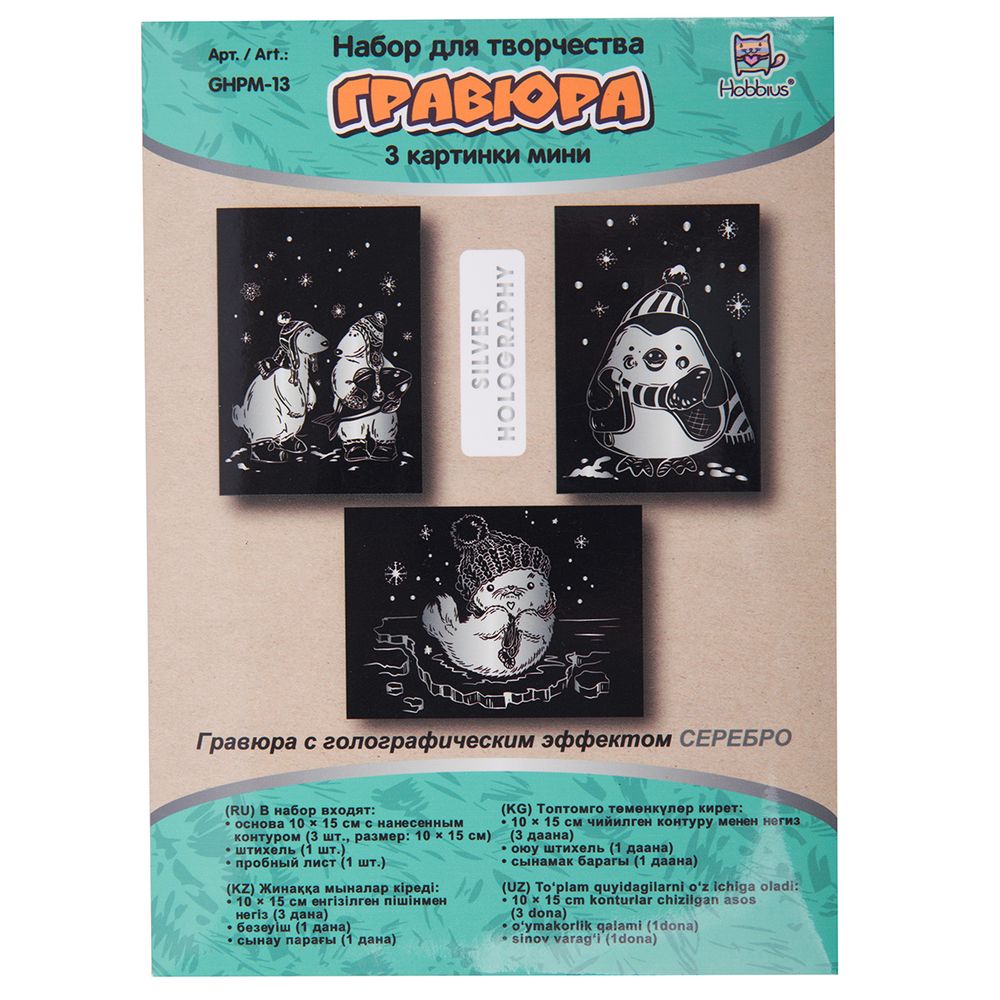 Арт. / Art.:
GHPM-13
Набор для творчества
ГРАВЮРА
3 картинки мини
Hobbius®
SILVER
HOLOGRAPHY
Гравюра с голографическим эффектом СЕРЕБРО
(RU) В набор входят:
• основа 10 × 15 см с нанесенным
контуром (3 шт., размер: 10 × 15 см)
• штихель (1 шт.)
• пробный лист (1 шт.)
(KZ) Жинаққа мыналар кіреді:
• 10 × 15 см енгізілген пішінмен
негіз (3 дана)
• безеуіш (1 дана)
• сынау парағы (1 дана)
(KG) Топтомго төмөнкүлөр кирет:
• 10 × 15 см чийилген контуру менен негиз
(3 даана)
• оюу штихель (1 даана)
• сынамак барагы (1 даана)
(UZ) To‘plam quyidagilarni o‘z ichiga oladi:
• 10 × 15 cm konturlar chizilgan asos
(3 dona)
• o‘ymakorlik qalami (1dona)
• sinov varag‘i (1dona)